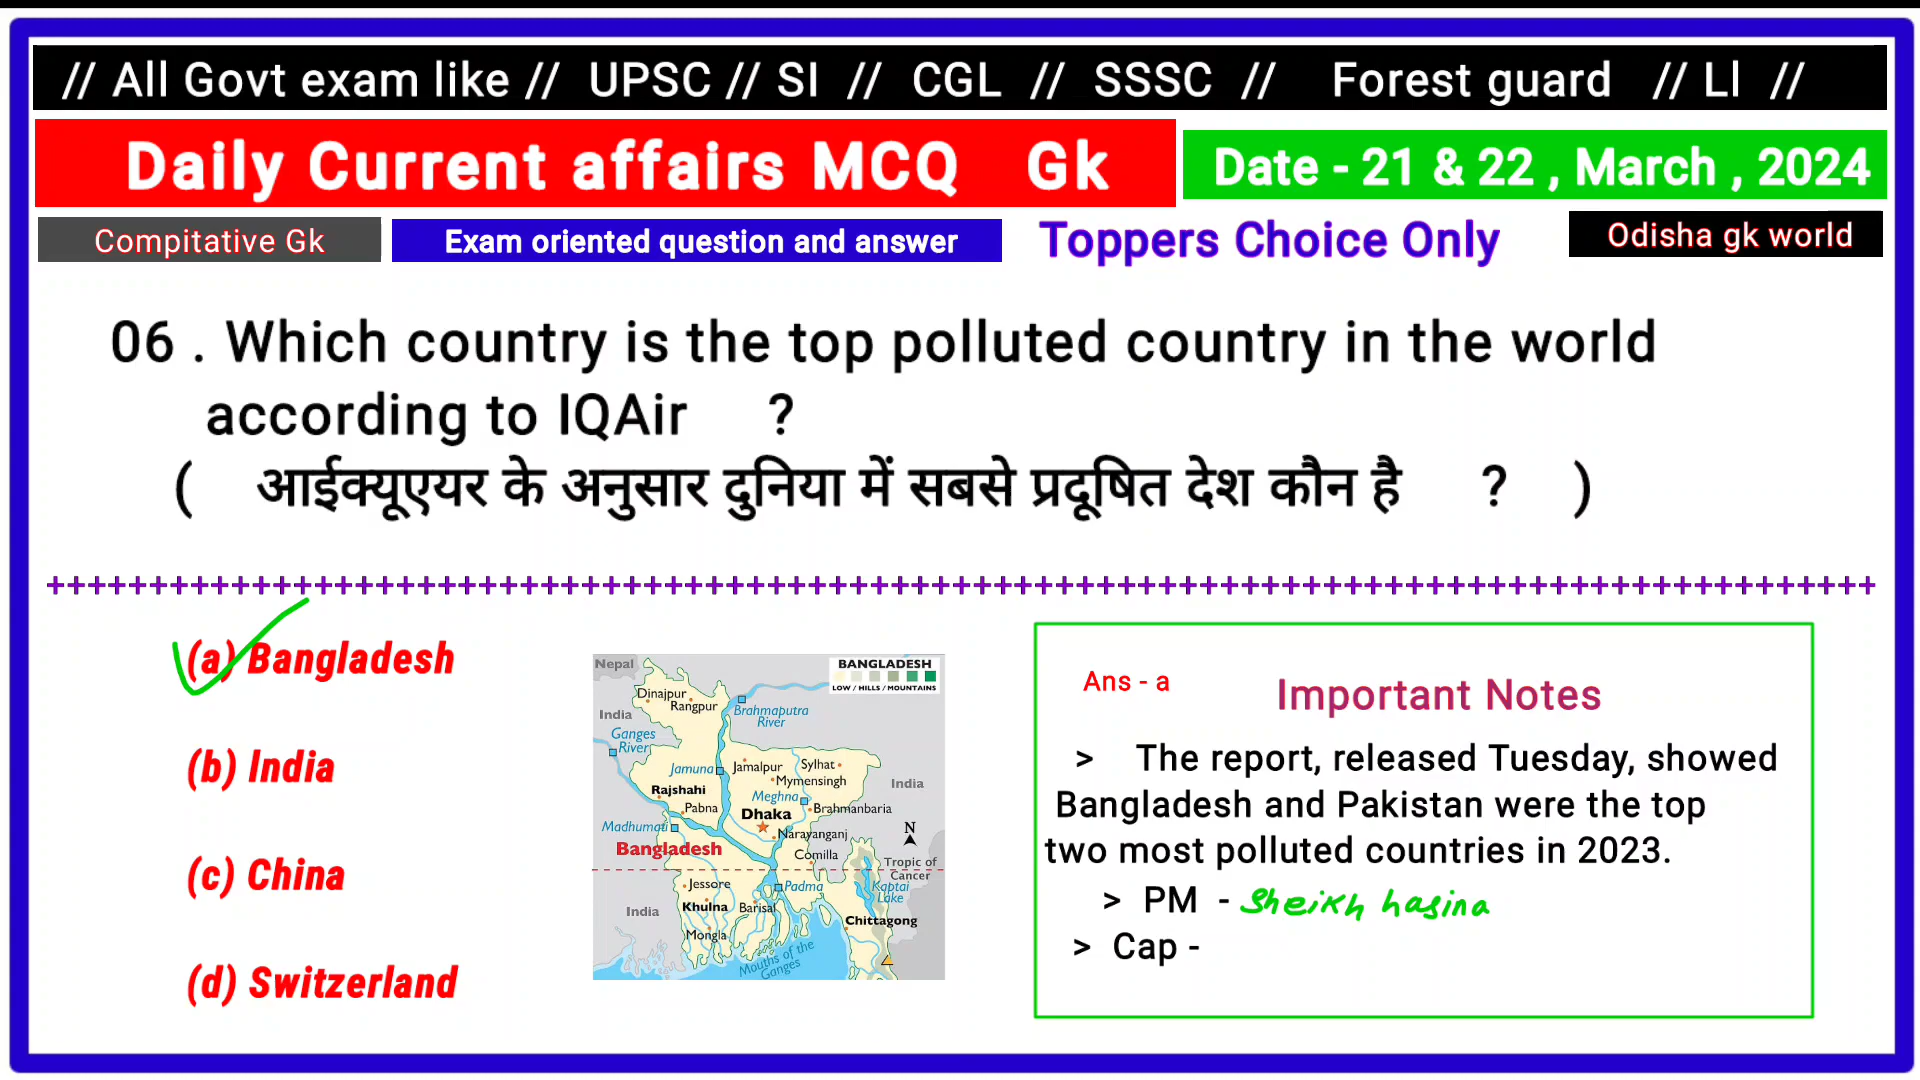 // All Govt exam like // UPSC // SI // CGL // SSSC // Forest guard // Ll //
Daily Current affairs MCQ Gk
Date - 21 & 22 , March , 2024
Compitative Gk
Exam oriented question and answer
Toppers Choice Only
Odisha gk world
06 . Which country is the top polluted country in the world
according to IQAir ?
( आईक्यूएयर के अनुसार दुनिया में सबसे प्रदूषित देश कौन है ? )
++++++++++++++++++++++++++++++++++++++++++++++++++++++++++++++++++++++++++++++++++++++++
(a) Bangladesh
(b) India
(c) China
(d) Switzerland
Nepal
BANGLADESH
LOW / HILLS / MOUNTAINS
Dinajpur
Rangpur
India
Brahmaputra
River
Ganges
River
Jamuna
Jamalpur
Sylhat
Mymensingh
India
Rajshahi
Meghna
Pabna
Brahmanbaria
Dhaka
Madhumati
Narayanganj
N
Bangladesh
Comilla
Tropic of
Cancer
Jessore
Padma
Kaptai
Lake
India
Khulna
Barisal
Chittagong
Mongla
Mouths of the
Ganges
Ans - a
Important Notes
> The report, released Tuesday, showed
Bangladesh and Pakistan were the top
two most polluted countries in 2023.
> PM - Sheikh hasina
> Cap -